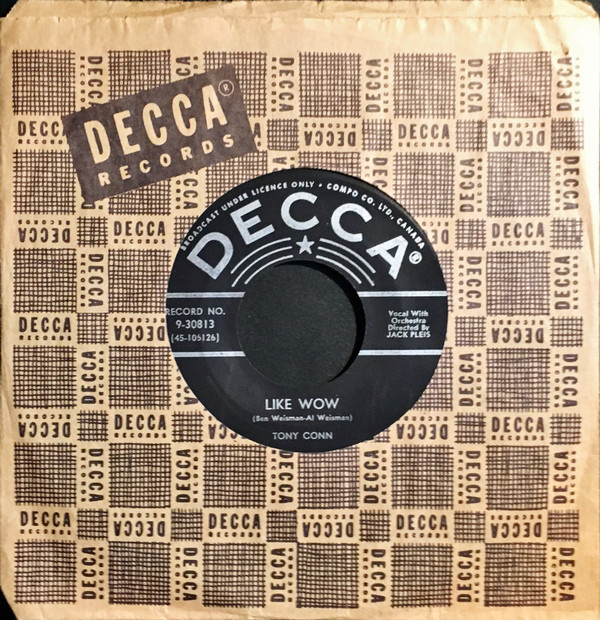 DECCA®
RECORDS
BROADCAST UNDER LICENCE ONLY • COMPO CO. LTD., CANADA
DECCA®
RECORD NO.
9-30813
(45-105126)
Vocal With
Orchestra
Directed By
JACK PLEIS
LIKE WOW
(Ben Weisman-Al Weisman)
TONY CONN